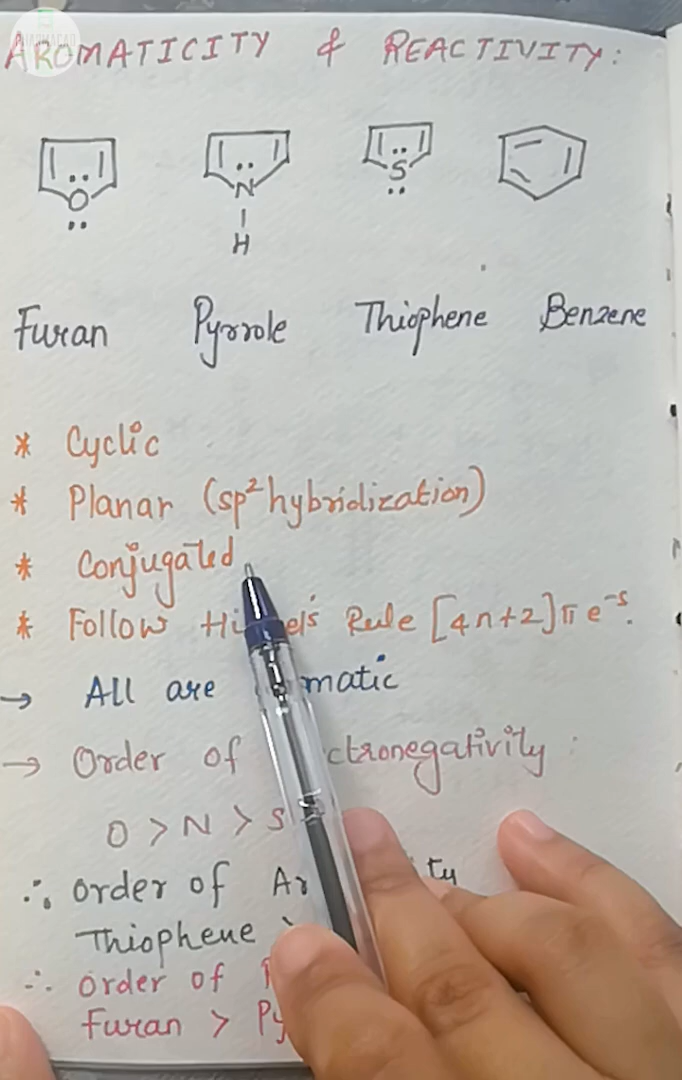 PHARMACAD
AROMATICITY & REACTIVITY:
O N S
H
Furan Pyrrole Thiophene Benzene
* Cyclic
* Planar (sp² hybridization)
* Conjugated
* Follow Rule [4n+2]π e⁻s.
→ All are
→ Order of :
O > N > S
∴ Order of
Thiophene
∴ Order of
Furan >